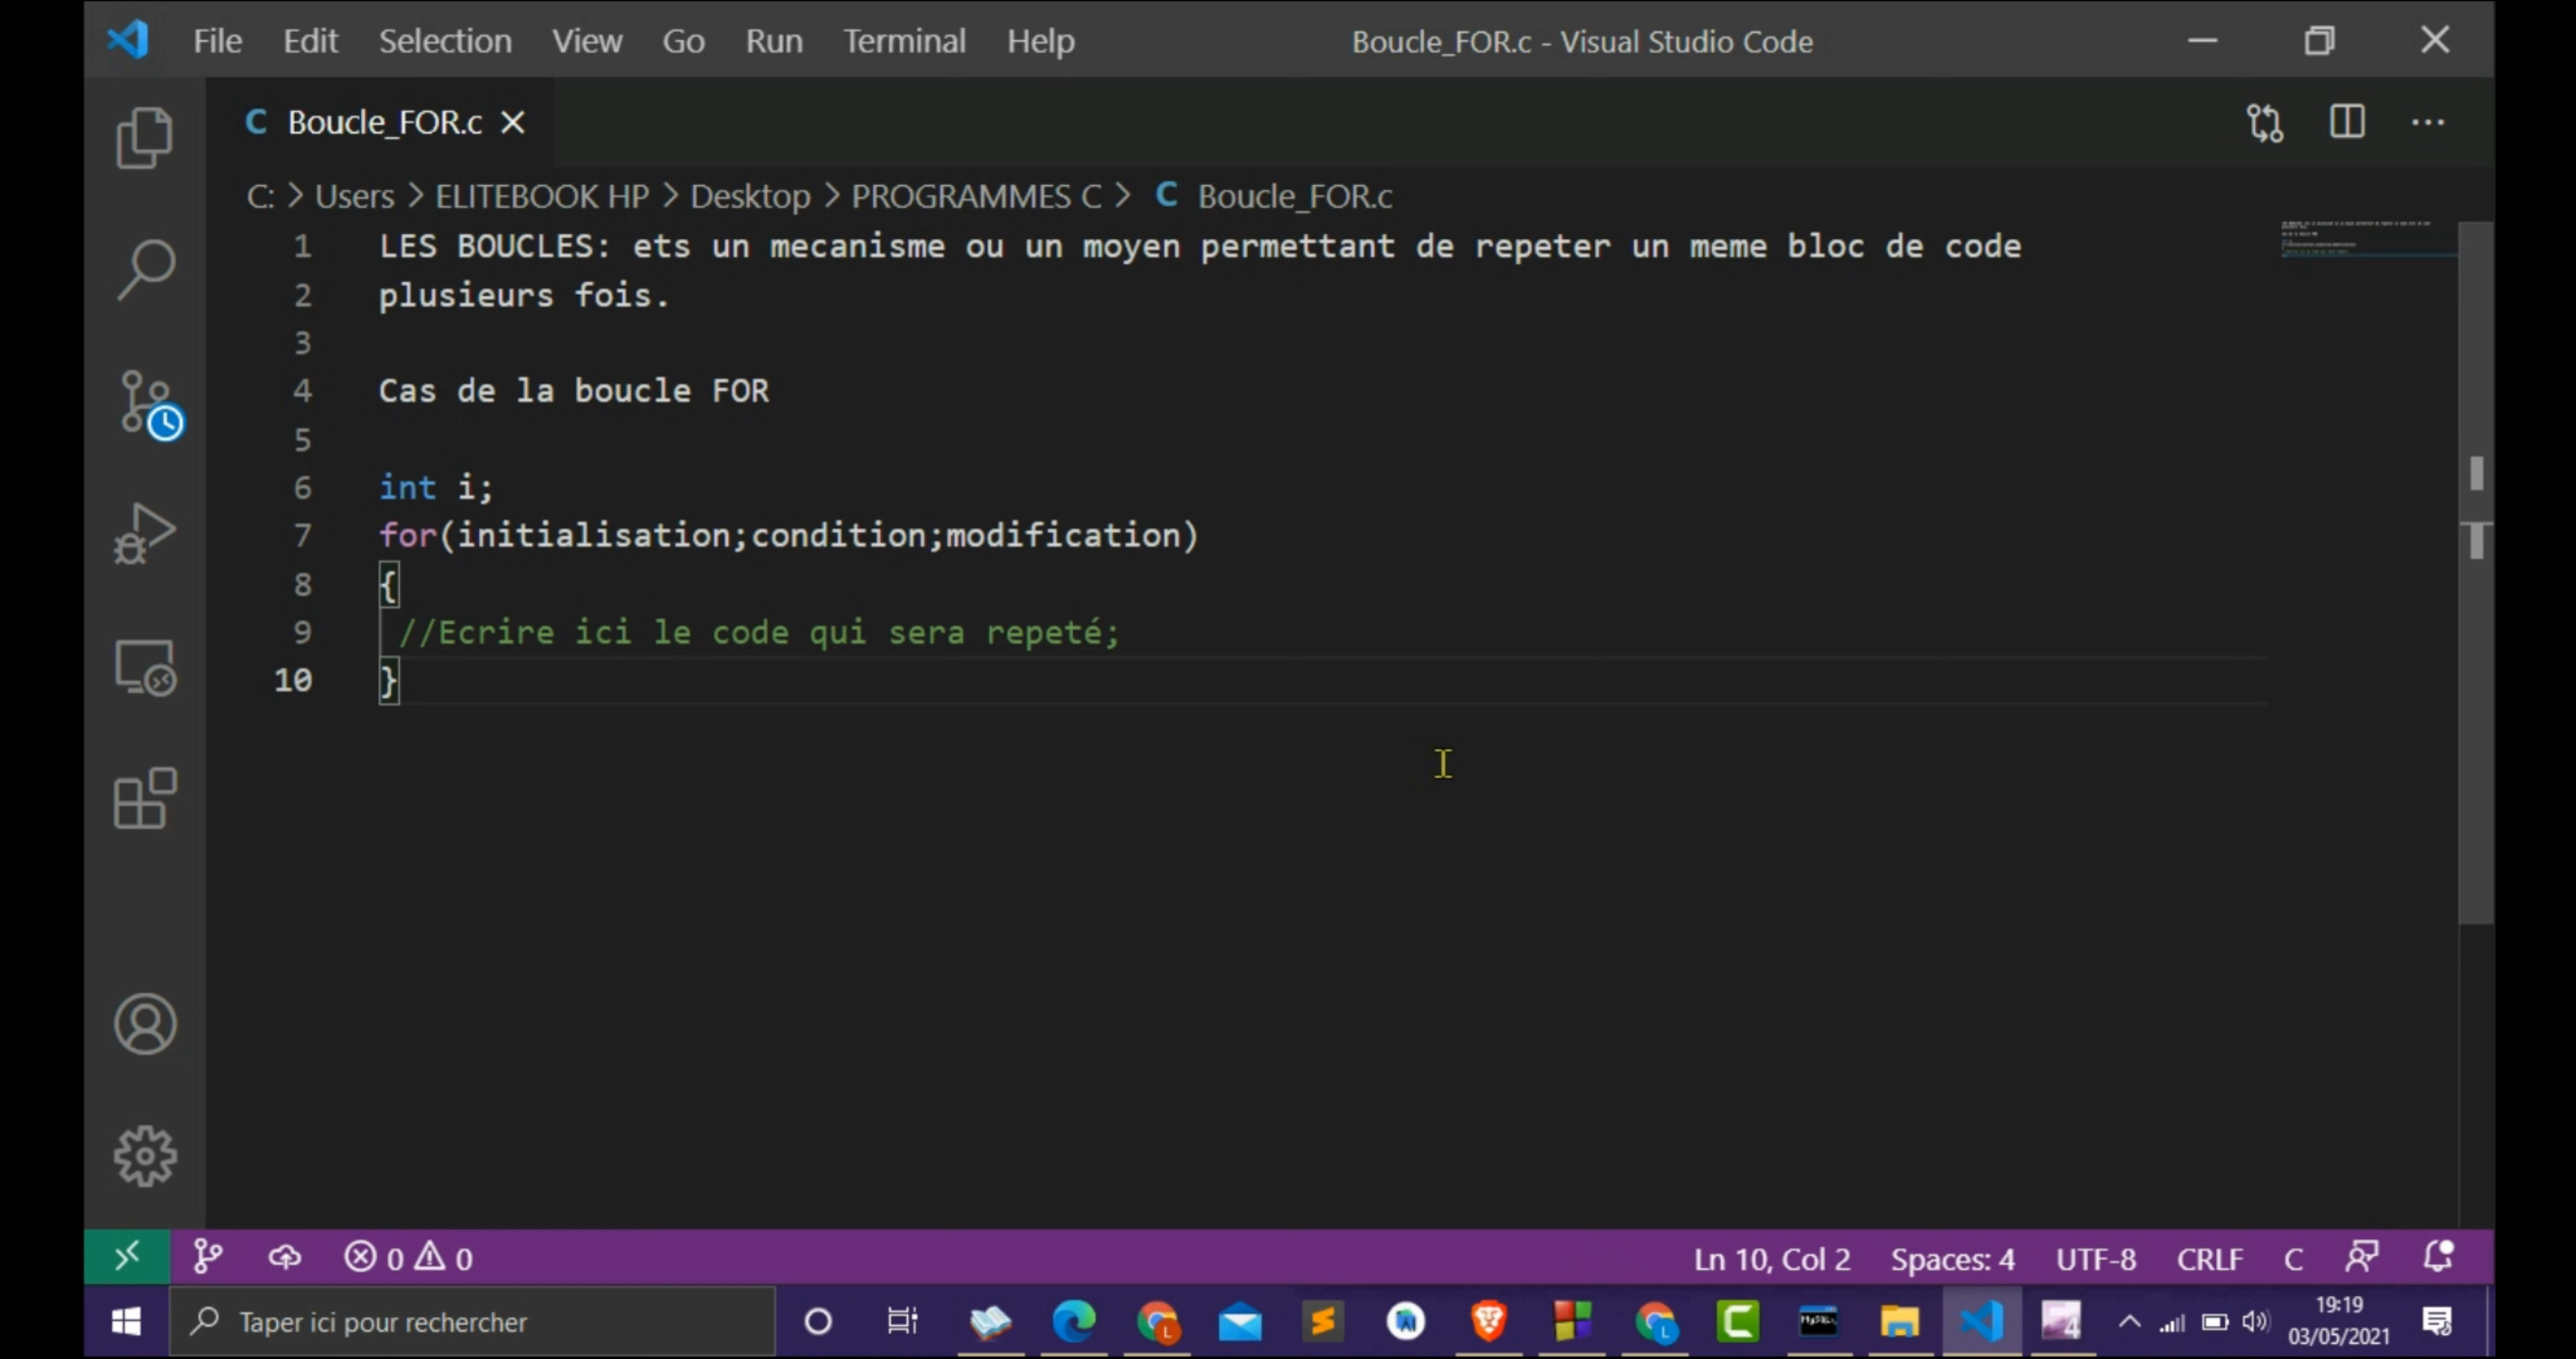 File Edit Selection View Go Run Terminal Help Boucle_FOR.c - Visual Studio Code
C Boucle_FOR.c
C: > Users > ELITEBOOK HP > Desktop > PROGRAMMES C > C Boucle_FOR.c
1 LES BOUCLES: ets un mecanisme ou un moyen permettant de repeter un meme bloc de code
2 plusieurs fois.
3
4 Cas de la boucle FOR
5
6 int i;
7 for(initialisation;condition;modification)
8 {
9 //Ecrire ici le code qui sera repeté;
10 }
0 0 Ln 10, Col 2 Spaces: 4 UTF-8 CRLF C
Taper ici pour rechercher
19:19
03/05/2021